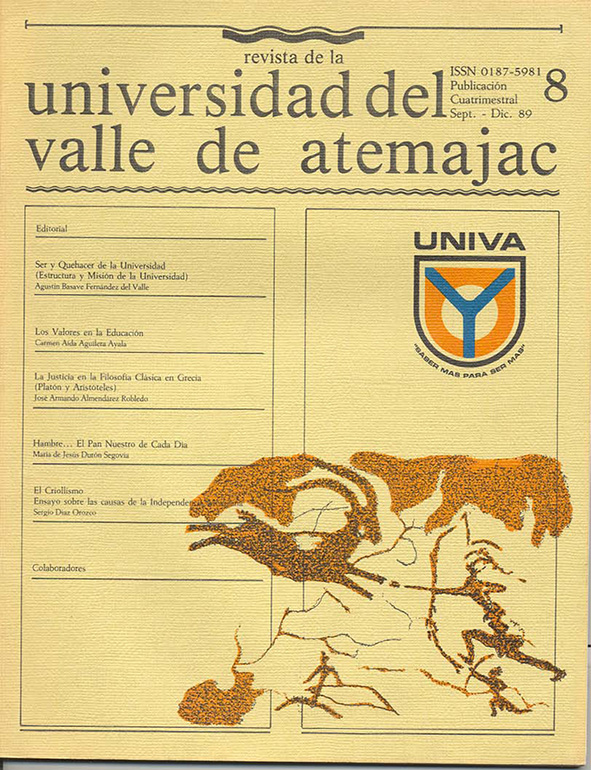 revista de la
universidad del
valle de atemajac
ISSN 0187-5981
Publicación
Cuatrimestral
Sept. - Dic. 89
8
Editorial
Ser y Quehacer de la Universidad
(Estructura y Misión de la Universidad)
Agustín Basave Fernández del Valle
Los Valores en la Educación
Carmen Aída Aguilera Ayala
La Justicia en la Filosofía Clásica en Grecia
(Platón y Aristóteles)
José Armando Almendárez Robledo
Hambre... El Pan Nuestro de Cada Día
María de Jesús Durón Segovia
El Criollismo
Ensayo sobre las causas de la Independen
Sergio Díaz Orozco
Colaboradores
UNIVA
"SABER MAS PARA SER MAS"